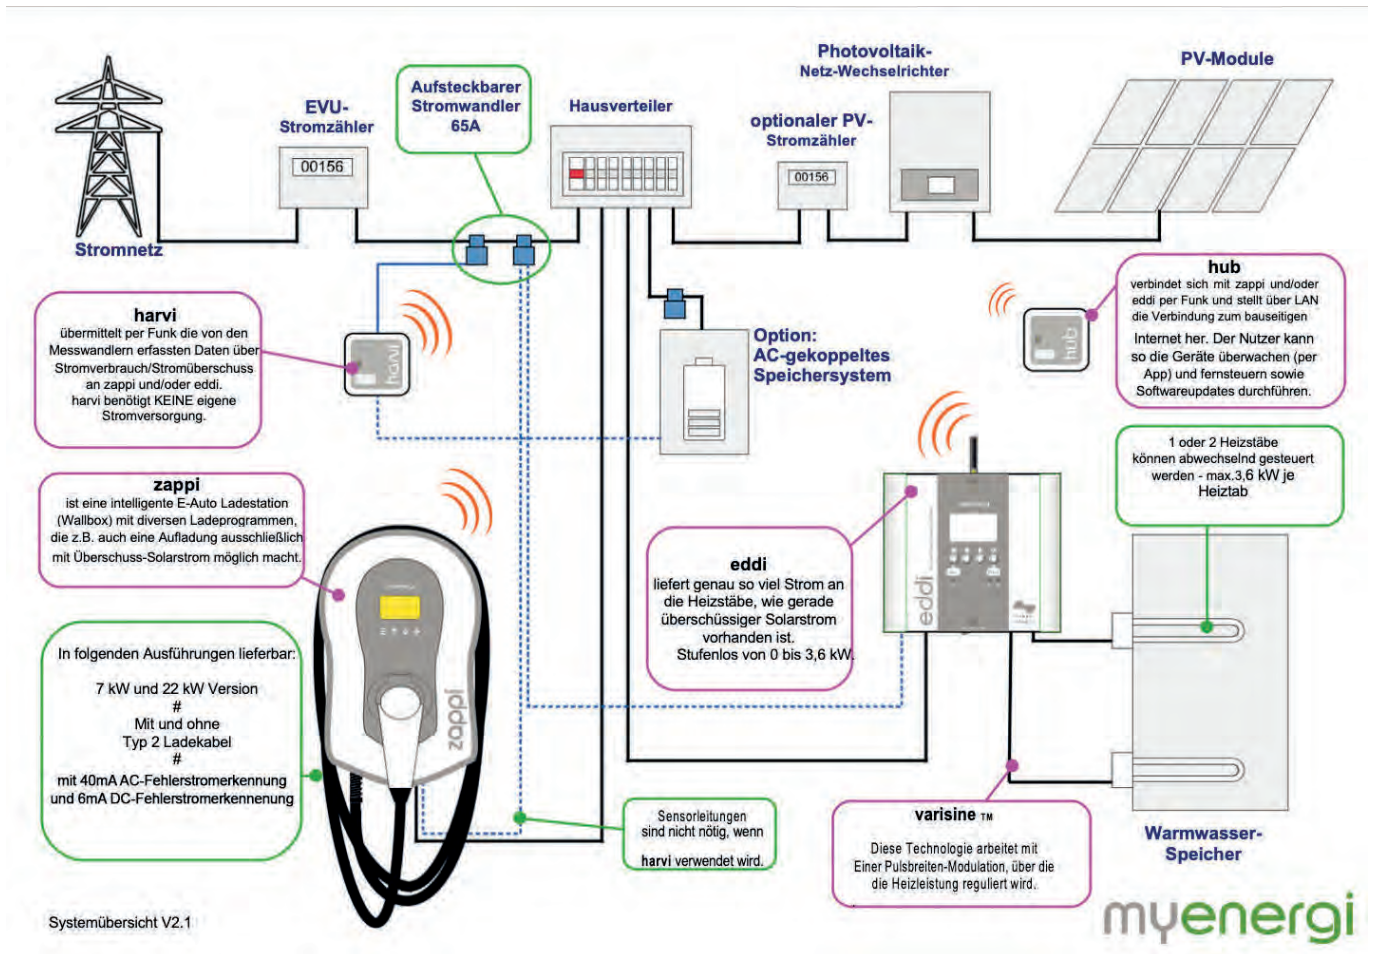 Stromnetz
EVU-
Stromzähler
00156
Aufsteckbarer
Stromwandler
65A
Hausverteiler
optionaler PV-
Stromzähler
00156
Photovoltaik-
Netz-Wechselrichter
PV-Module
harvi
übermittelt per Funk die von den
Messwandlern erfassten Daten über
Stromverbrauch/Stromüberschuss
an zappi und/oder eddi.
harvi benötigt KEINE eigene
Stromversorgung.
harvi
Option:
AC-gekoppeltes
Speichersystem
hub
hub
verbindet sich mit zappi und/oder
eddi per Funk und stellt über LAN
die Verbindung zum bauseitigen
Internet her. Der Nutzer kann
so die Geräte überwachen (per
App) und fernsteuern sowie
Softwareupdates durchführen.
zappi
ist eine intelligente E-Auto Ladestation
(Wallbox) mit diversen Ladeprogrammen,
die z.B. auch eine Aufladung ausschließlich
mit Überschuss-Solarstrom möglich macht.
In folgenden Ausführungen lieferbar:
7 kW und 22 kW Version
#
Mit und ohne
Typ 2 Ladekabel
#
mit 40mA AC-Fehlerstromerkennung
und 6mA DC-Fehlerstromerkennenung
zappi
eddi
liefert genau so viel Strom an
die Heizstäbe, wie gerade
überschüssiger Solarstrom
vorhanden ist.
Stufenlos von 0 bis 3,6 kW.
eddi
1 oder 2 Heizstäbe
können abwechselnd gesteuert
werden - max.3,6 kW je
Heiztab
Sensorleitungen
sind nicht nötig, wenn
harvi verwendet wird.
varisine TM
Diese Technologie arbeitet mit
Einer Pulsbreiten-Modulation, über die
die Heizleistung reguliert wird.
Warmwasser-
Speicher
Systemübersicht V2.1
myenergi